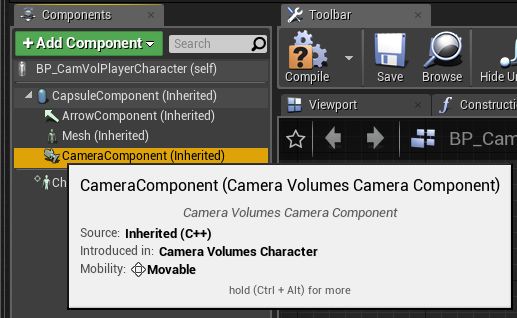 Components
Toolbar
+ Add Component
Search
Compile
Save
Browse
Hide Un
BP_CamVolPlayerCharacter (self)
Viewport
f Constructio
CapsuleComponent (Inherited)
ArrowComponent (Inherited)
Mesh (Inherited)
BP_Cam
CameraComponent (Inherited)
Ch
CameraComponent (Camera Volumes Camera Component)
Camera Volumes Camera Component
Source: Inherited (C++)
Introduced in: Camera Volumes Character
Mobility: Movable
hold (Ctrl + Alt) for more